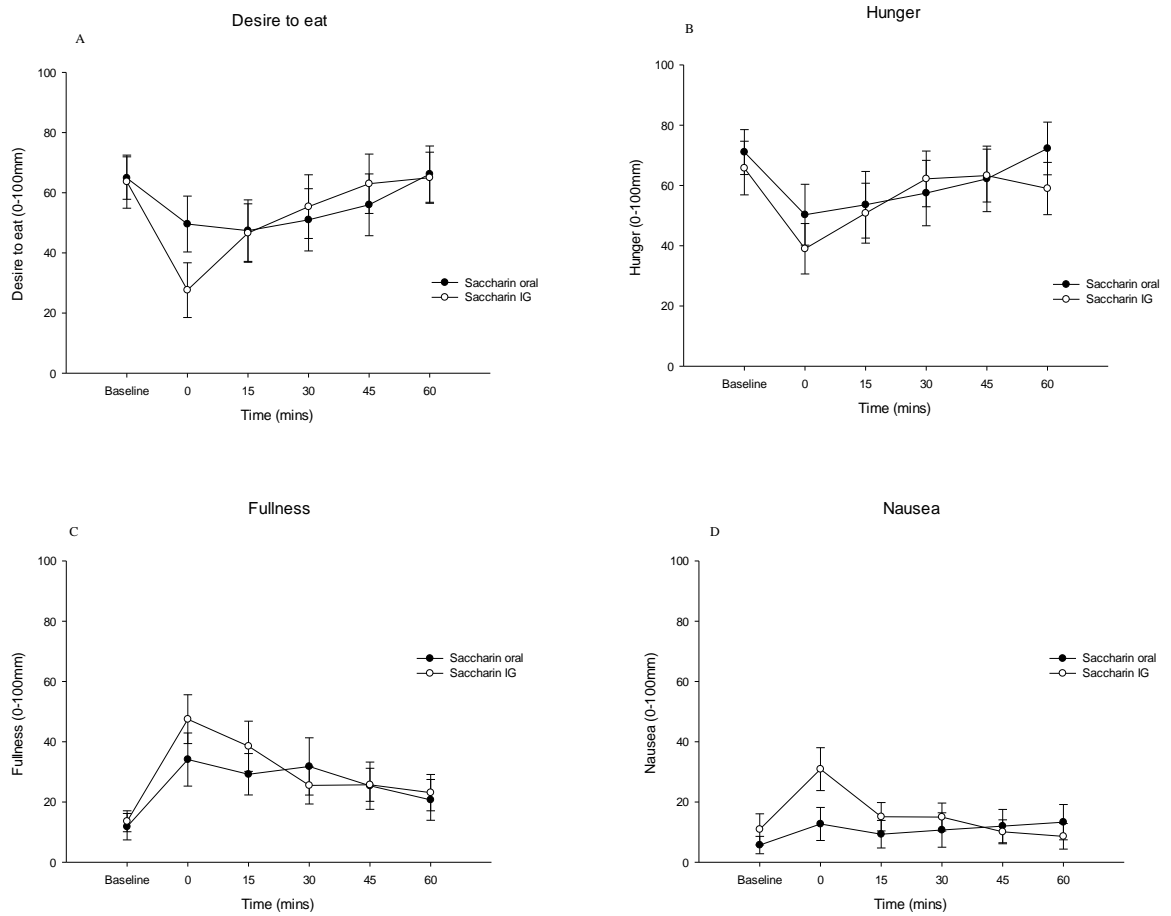 Desire to eat
A
100
80
60
40
20
0
Desire to eat (0-100mm)
Baseline 0 15 30 45 60
Time (mins)
Saccharin oral
Saccharin IG
Hunger
B
100
80
60
40
20
0
Hunger (0-100mm)
Baseline 0 15 30 45 60
Time (mins)
Saccharin oral
Saccharin IG
Fullness
C
100
80
60
40
20
0
Fullness (0-100mm)
Baseline 0 15 30 45 60
Time (mins)
Saccharin oral
Saccharin IG
Nausea
D
100
80
60
40
20
0
Nausea (0-100mm)
Baseline 0 15 30 45 60
Time (mins)
Saccharin oral
Saccharin IG